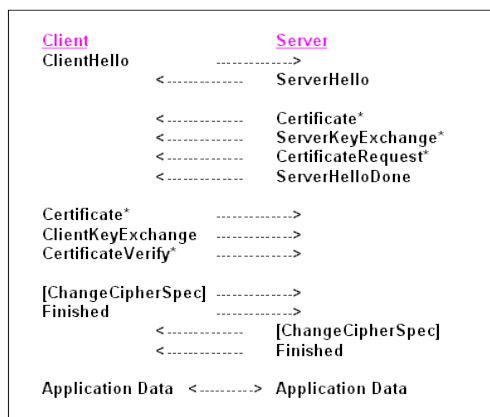 Client Server
ClientHello ------------->
<------------- ServerHello
<------------- Certificate*
<------------- ServerKeyExchange*
<------------- CertificateRequest*
<------------- ServerHelloDone
Certificate* ------------->
ClientKeyExchange ------------->
CertificateVerify* ------------->
[ChangeCipherSpec] ------------->
Finished ------------->
<------------- [ChangeCipherSpec]
<------------- Finished
Application Data <----------> Application Data